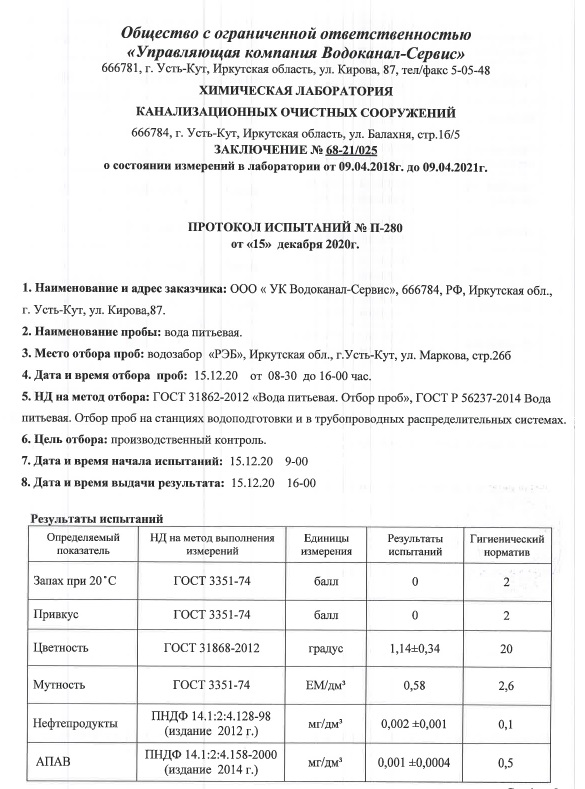 Общество с ограниченной ответственностью
«Управляющая компания Водоканал-Сервис»
666781, г. Усть-Кут, Иркутская область, ул. Кирова, 87, тел/факс 5-05-48
ХИМИЧЕСКАЯ ЛАБОРАТОРИЯ
КАНАЛИЗАЦИОННЫХ ОЧИСТНЫХ СООРУЖЕНИЙ
666784, г. Усть-Кут, Иркутская область, ул. Балахня, стр.16/5
ЗАКЛЮЧЕНИЕ № 68-21/025
о состоянии измерений в лаборатории от 09.04.2018г. до 09.04.2021г.
ПРОТОКОЛ ИСПЫТАНИЙ № П-280
от «15» декабря 2020г.
1. Наименование и адрес заказчика: ООО « УК Водоканал-Сервис», 666784, РФ, Иркутская обл.,
г. Усть-Кут, ул. Кирова,87.
2. Наименование пробы: вода питьевая.
3. Место отбора проб: водозабор «РЭБ», Иркутская обл., г.Усть-Кут, ул. Маркова, стр.26б
4. Дата и время отбора проб: 15.12.20 от 08-30 до 16-00 час.
5. НД на метод отбора: ГОСТ 31862-2012 «Вода питьевая. Отбор проб», ГОСТ Р 56237-2014 Вода
питьевая. Отбор проб на станциях водоподготовки и в трубопроводных распределительных системах.
6. Цель отбора: производственный контроль.
7. Дата и время начала испытаний: 15.12.20 9-00
8. Дата и время выдачи результата: 15.12.20 16-00
Результаты испытаний
Определяемый показатель НД на метод выполнения измерений Единицы измерения Результаты испытаний Гигиенический норматив
Запах при 20˚С ГОСТ 3351-74 балл 0 2
Привкус ГОСТ 3351-74 балл 0 2
Цветность ГОСТ 31868-2012 градус 1,14±0,34 20
Мутность ГОСТ 3351-74 ЕМ/дм³ 0,58 2,6
Нефтепродукты ПНДФ 14.1:2:4.128-98 (издание 2012 г.) мг/дм³ 0,002 ±0,001 0,1
АПАВ ПНДФ 14.1:2:4.158-2000 (издание 2014 г.) мг/дм³ 0,001 ±0,0004 0,5